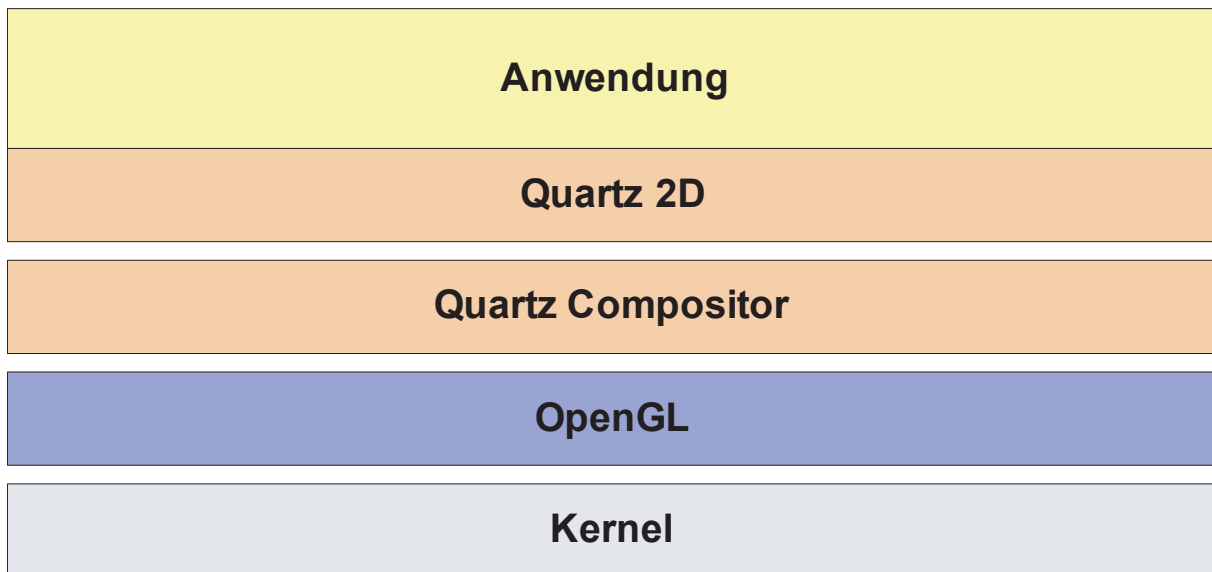 Anwendung
Quartz 2D
Quartz Compositor
OpenGL
Kernel